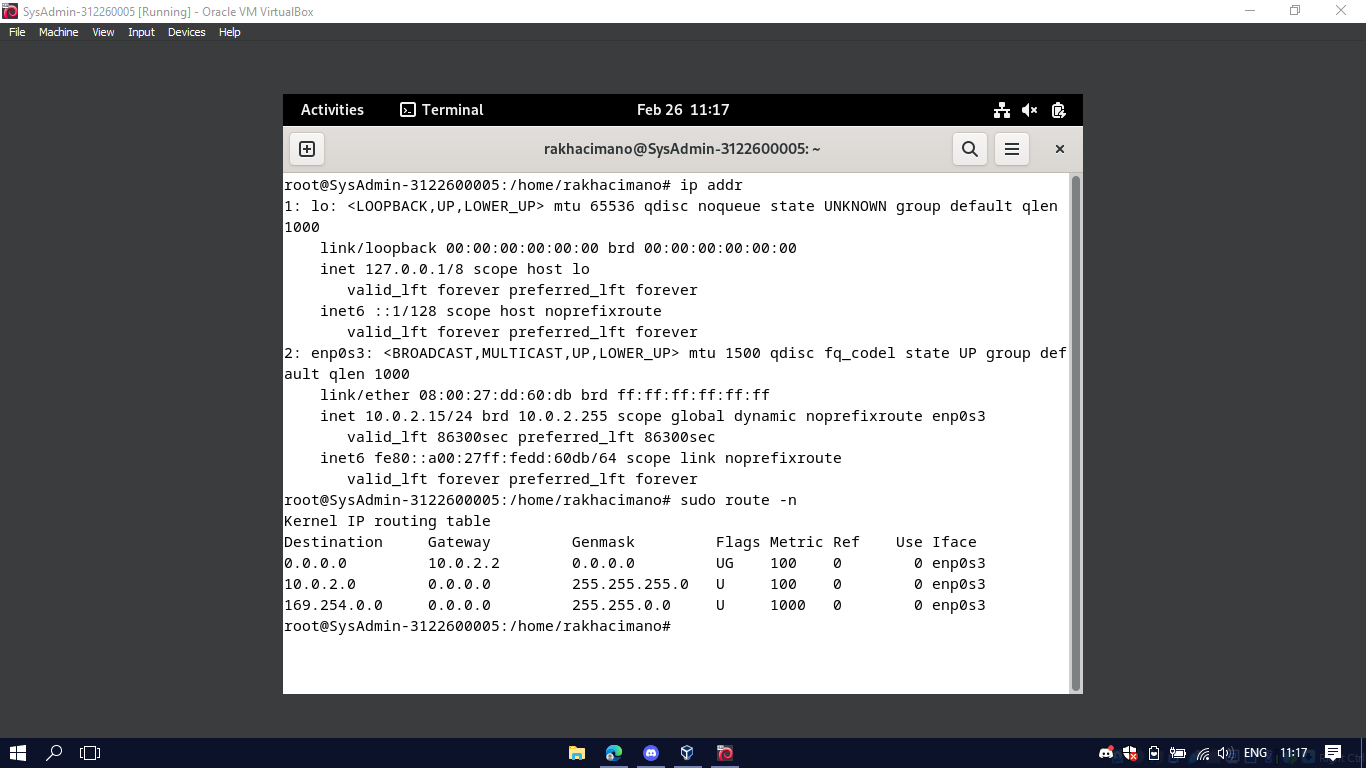 SysAdmin-312260005 [Running] - Oracle VM VirtualBox
File Machine View Input Devices Help
Activities Terminal Feb 26 11:17
rakhacimano@SysAdmin-3122600005: ~
root@SysAdmin-3122600005:/home/rakhacimano# ip addr
1: lo: <LOOPBACK,UP,LOWER_UP> mtu 65536 qdisc noqueue state UNKNOWN group default qlen
1000
    link/loopback 00:00:00:00:00:00 brd 00:00:00:00:00:00
    inet 127.0.0.1/8 scope host lo
       valid_lft forever preferred_lft forever
    inet6 ::1/128 scope host noprefixroute
       valid_lft forever preferred_lft forever
2: enp0s3: <BROADCAST,MULTICAST,UP,LOWER_UP> mtu 1500 qdisc fq_codel state UP group def
ault qlen 1000
    link/ether 08:00:27:dd:60:db brd ff:ff:ff:ff:ff:ff
    inet 10.0.2.15/24 brd 10.0.2.255 scope global dynamic noprefixroute enp0s3
       valid_lft 86300sec preferred_lft 86300sec
    inet6 fe80::a00:27ff:fedd:60db/64 scope link noprefixroute
       valid_lft forever preferred_lft forever
root@SysAdmin-3122600005:/home/rakhacimano# sudo route -n
Kernel IP routing table
Destination     Gateway         Genmask         Flags Metric Ref    Use Iface
0.0.0.0         10.0.2.2        0.0.0.0         UG    100    0        0 enp0s3
10.0.2.0        0.0.0.0         255.255.255.0   U     100    0        0 enp0s3
169.254.0.0     0.0.0.0         255.255.0.0     U     1000   0        0 enp0s3
root@SysAdmin-3122600005:/home/rakhacimano#
ENG 11:17